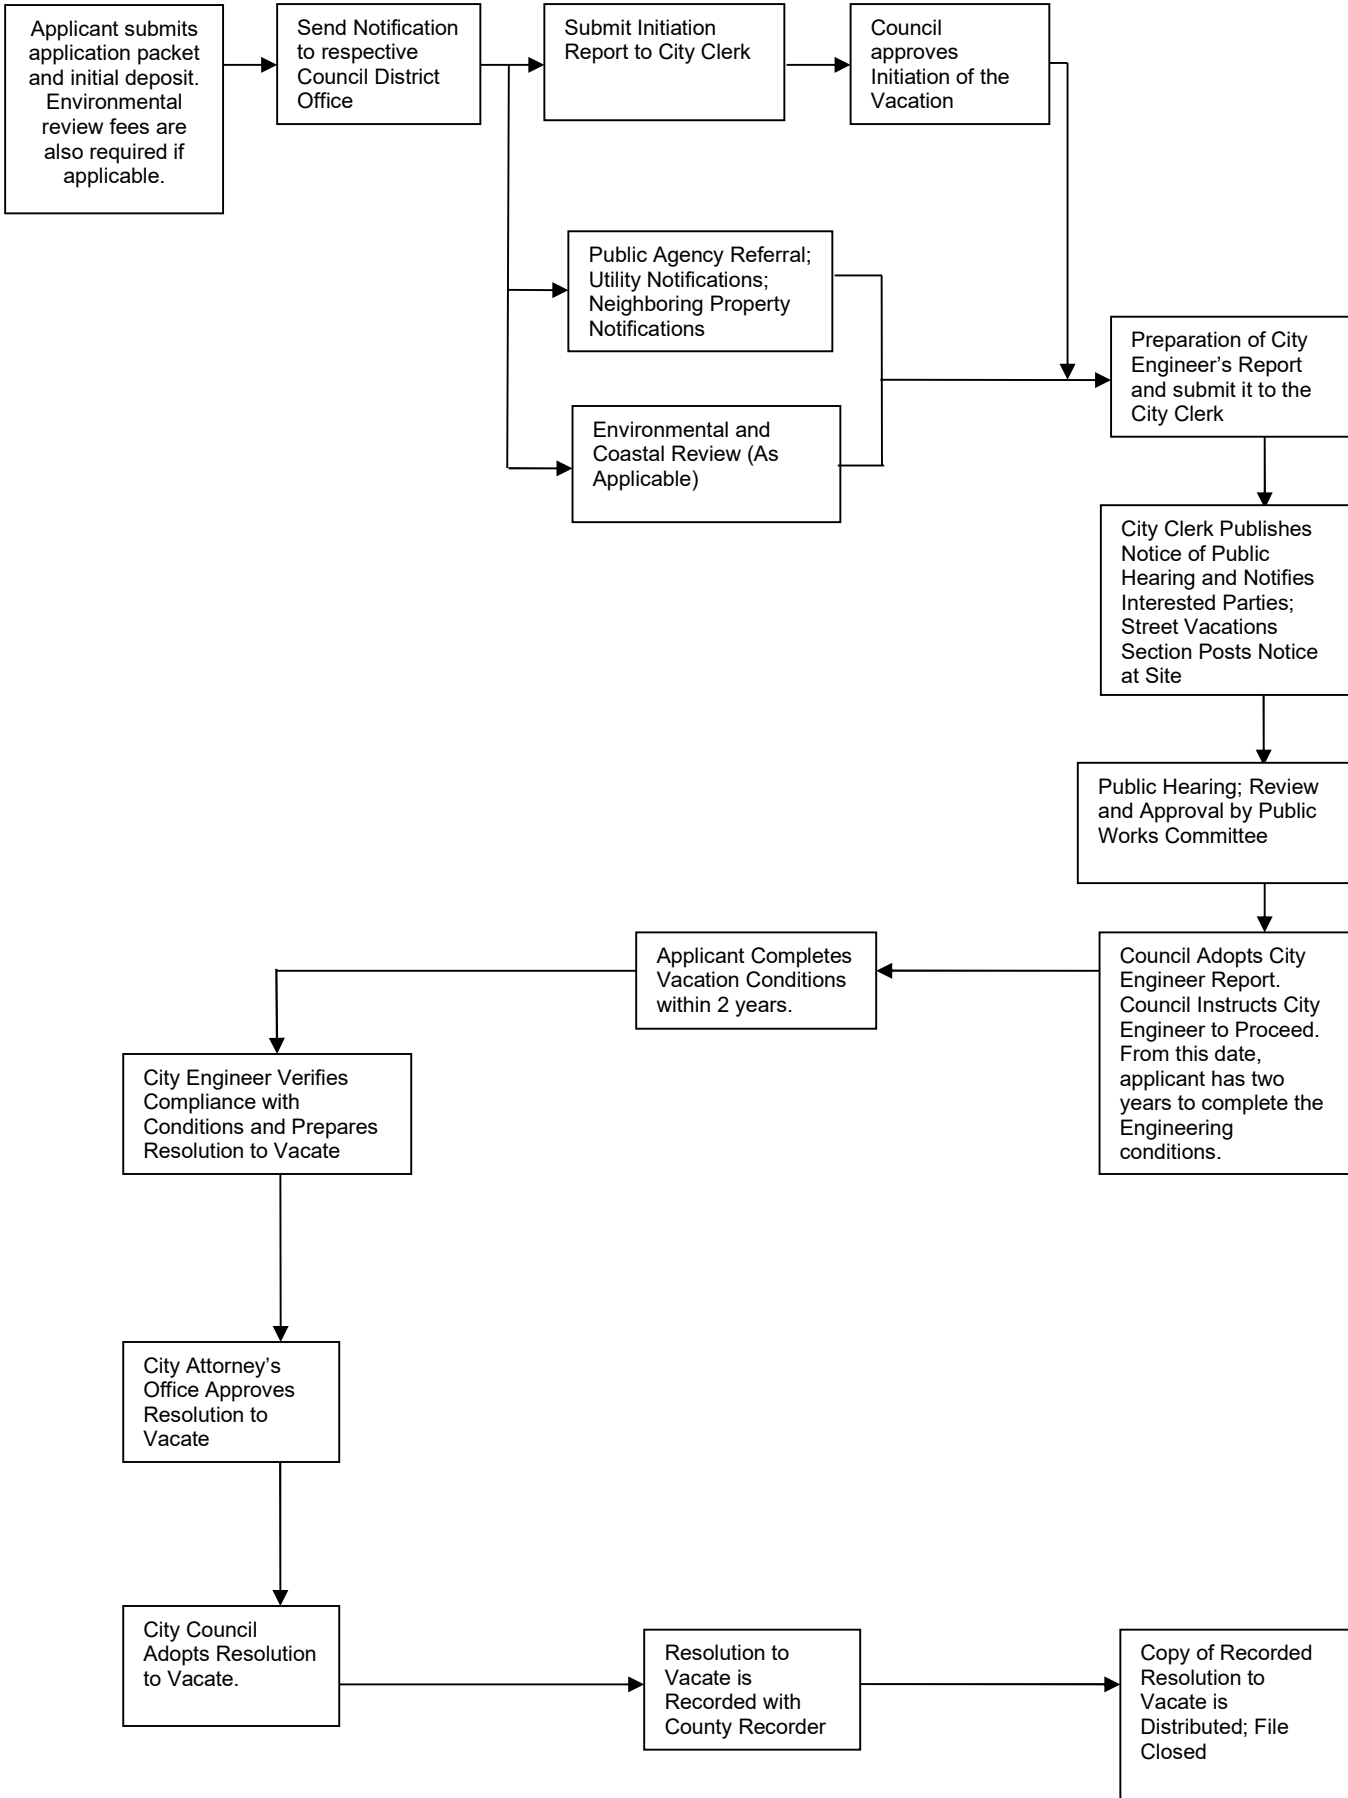 Applicant submits
application packet
and initial deposit.
Environmental
review fees are
also required if
applicable.
Send Notification
to respective
Council District
Office
Submit Initiation
Report to City Clerk
Council
approves
Initiation of the
Vacation
Public Agency Referral;
Utility Notifications;
Neighboring Property
Notifications
Environmental and
Coastal Review (As
Applicable)
Preparation of City
Engineer’s Report
and submit it to the
City Clerk
City Clerk Publishes
Notice of Public
Hearing and Notifies
Interested Parties;
Street Vacations
Section Posts Notice
at Site
Public Hearing; Review
and Approval by Public
Works Committee
Council Adopts City
Engineer Report.
Council Instructs City
Engineer to Proceed.
From this date,
applicant has two
years to complete the
Engineering
conditions.
Applicant Completes
Vacation Conditions
within 2 years.
City Engineer Verifies
Compliance with
Conditions and Prepares
Resolution to Vacate
City Attorney’s
Office Approves
Resolution to
Vacate
City Council
Adopts Resolution
to Vacate.
Resolution to
Vacate is
Recorded with
County Recorder
Copy of Recorded
Resolution to
Vacate is
Distributed; File
Closed